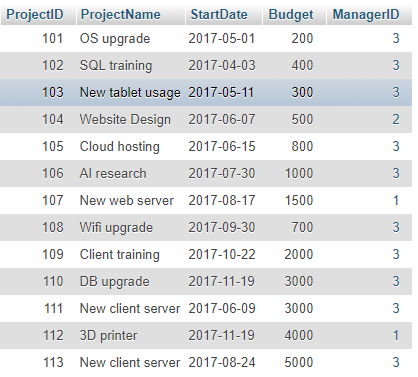 ProjectID ProjectName StartDate Budget ManagerID
101 OS upgrade 2017-05-01 200 3
102 SQL training 2017-04-03 400 3
103 New tablet usage 2017-05-11 300 3
104 Website Design 2017-06-07 500 2
105 Cloud hosting 2017-06-15 800 3
106 AI research 2017-07-30 1000 3
107 New web server 2017-08-17 1500 1
108 Wifi upgrade 2017-09-30 700 3
109 Client training 2017-10-22 2000 3
110 DB upgrade 2017-11-19 3000 3
111 New client server 2017-06-09 3000 3
112 3D printer 2017-11-19 4000 1
113 New client server 2017-08-24 5000 3